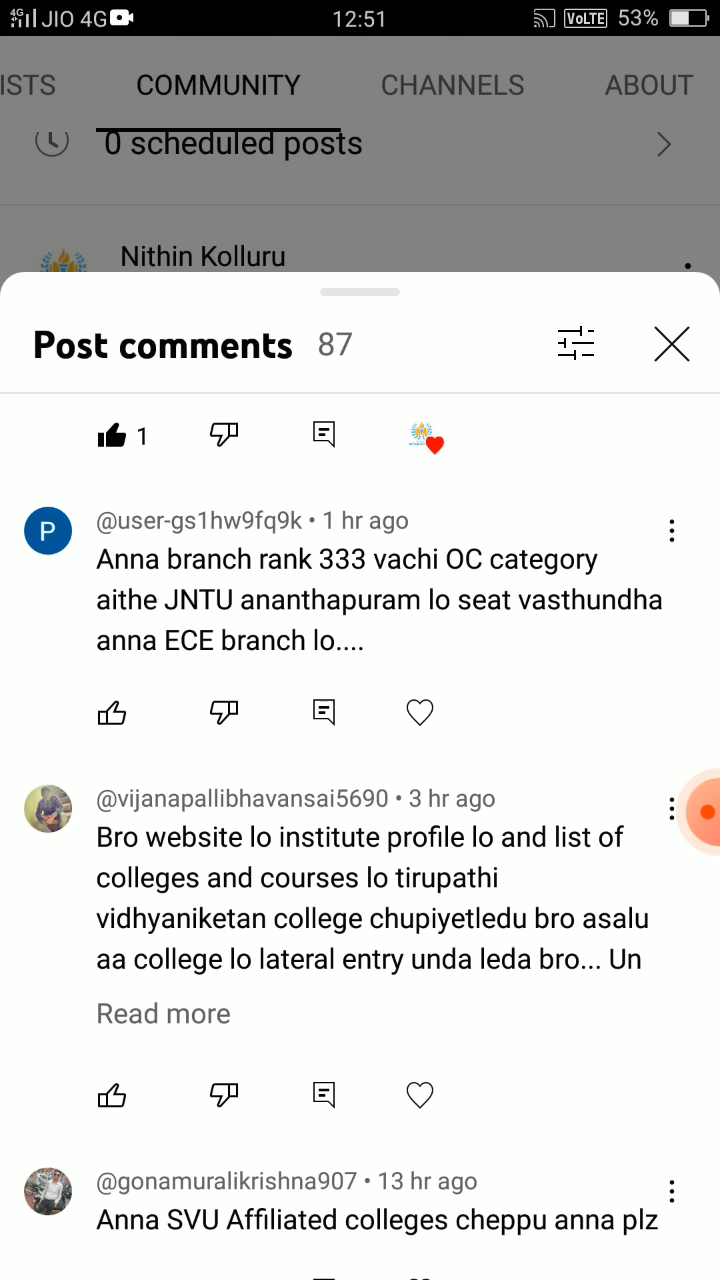 4G JIO 4G 12:51 VoLTE 53%
ISTS COMMUNITY CHANNELS ABOUT
0 scheduled posts
Nithin Kolluru
Post comments 87
1
P @user-gs1hw9fq9k • 1 hr ago
Anna branch rank 333 vachi OC category
aithe JNTU ananthapuram lo seat vasthundha
anna ECE branch lo....
@vijanapallibhavansai5690 • 3 hr ago
Bro website lo institute profile lo and list of
colleges and courses lo tirupathi
vidhyaniketan college chupiyetledu bro asalu
aa college lo lateral entry unda leda bro... Un
Read more
@gonamuralikrishna907 • 13 hr ago
Anna SVU Affiliated colleges cheppu anna plz